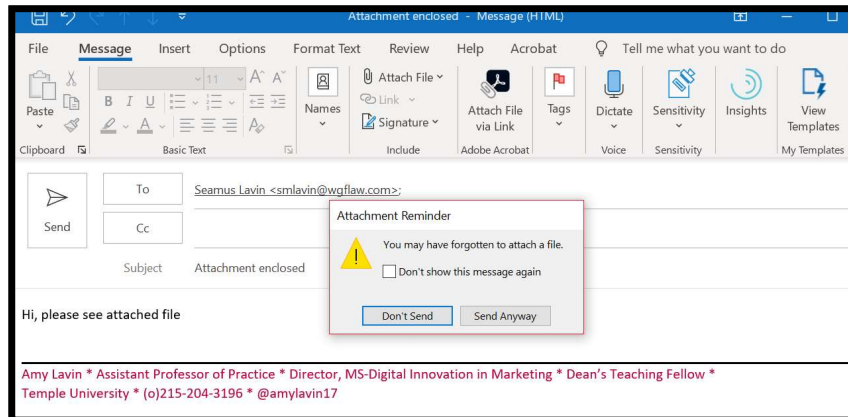 Attachment enclosed - Message (HTML)
File Message Insert Options Format Text Review Help Acrobat Tell me what you want to do
Paste
11
A^ A˅
B I U
A
A
Names
Attach File
Link
Signature
Attach File
via Link
Tags
Dictate
Sensitivity
Insights
View
Templates
Clipboard Basic Text Include Adobe Acrobat Voice Sensitivity My Templates
Send
To Seamus Lavin <smlavin@wgflaw.com>;
Cc
Subject Attachment enclosed
Attachment Reminder
You may have forgotten to attach a file.
Don't show this message again
Don't Send Send Anyway
Hi, please see attached file
Amy Lavin * Assistant Professor of Practice * Director, MS-Digital Innovation in Marketing * Dean's Teaching Fellow *
Temple University * (o)215-204-3196 * @amylavin17